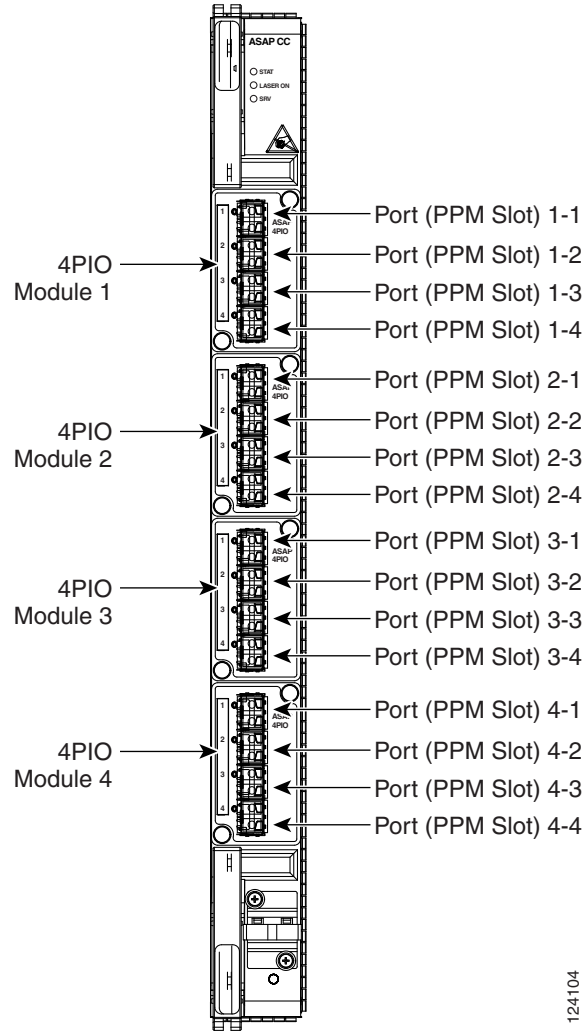 ASAP CC
STAT
LASER ON
SRV
4PIO
Module 1
1
2
3
4
ASAP
4PIO
Port (PPM Slot) 1-1
Port (PPM Slot) 1-2
Port (PPM Slot) 1-3
Port (PPM Slot) 1-4
4PIO
Module 2
1
2
3
4
ASAP
4PIO
Port (PPM Slot) 2-1
Port (PPM Slot) 2-2
Port (PPM Slot) 2-3
Port (PPM Slot) 2-4
4PIO
Module 3
1
2
3
4
ASAP
4PIO
Port (PPM Slot) 3-1
Port (PPM Slot) 3-2
Port (PPM Slot) 3-3
Port (PPM Slot) 3-4
4PIO
Module 4
1
2
3
4
ASAP
4PIO
Port (PPM Slot) 4-1
Port (PPM Slot) 4-2
Port (PPM Slot) 4-3
Port (PPM Slot) 4-4
124104